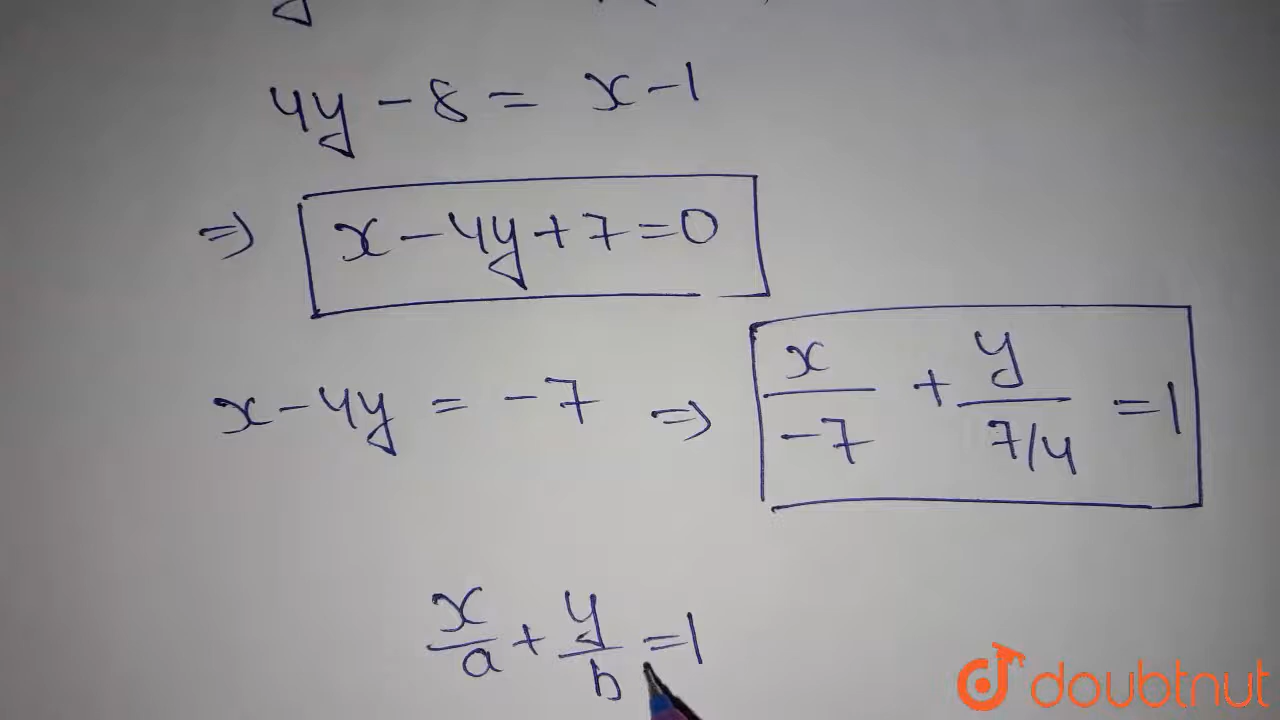 4y - 8 = x - 1
⇒ x - 4y + 7 = 0
x - 4y = -7 ⇒ x/-7 + y/7/4 = 1
x/a + y/b = 1
doubtnut